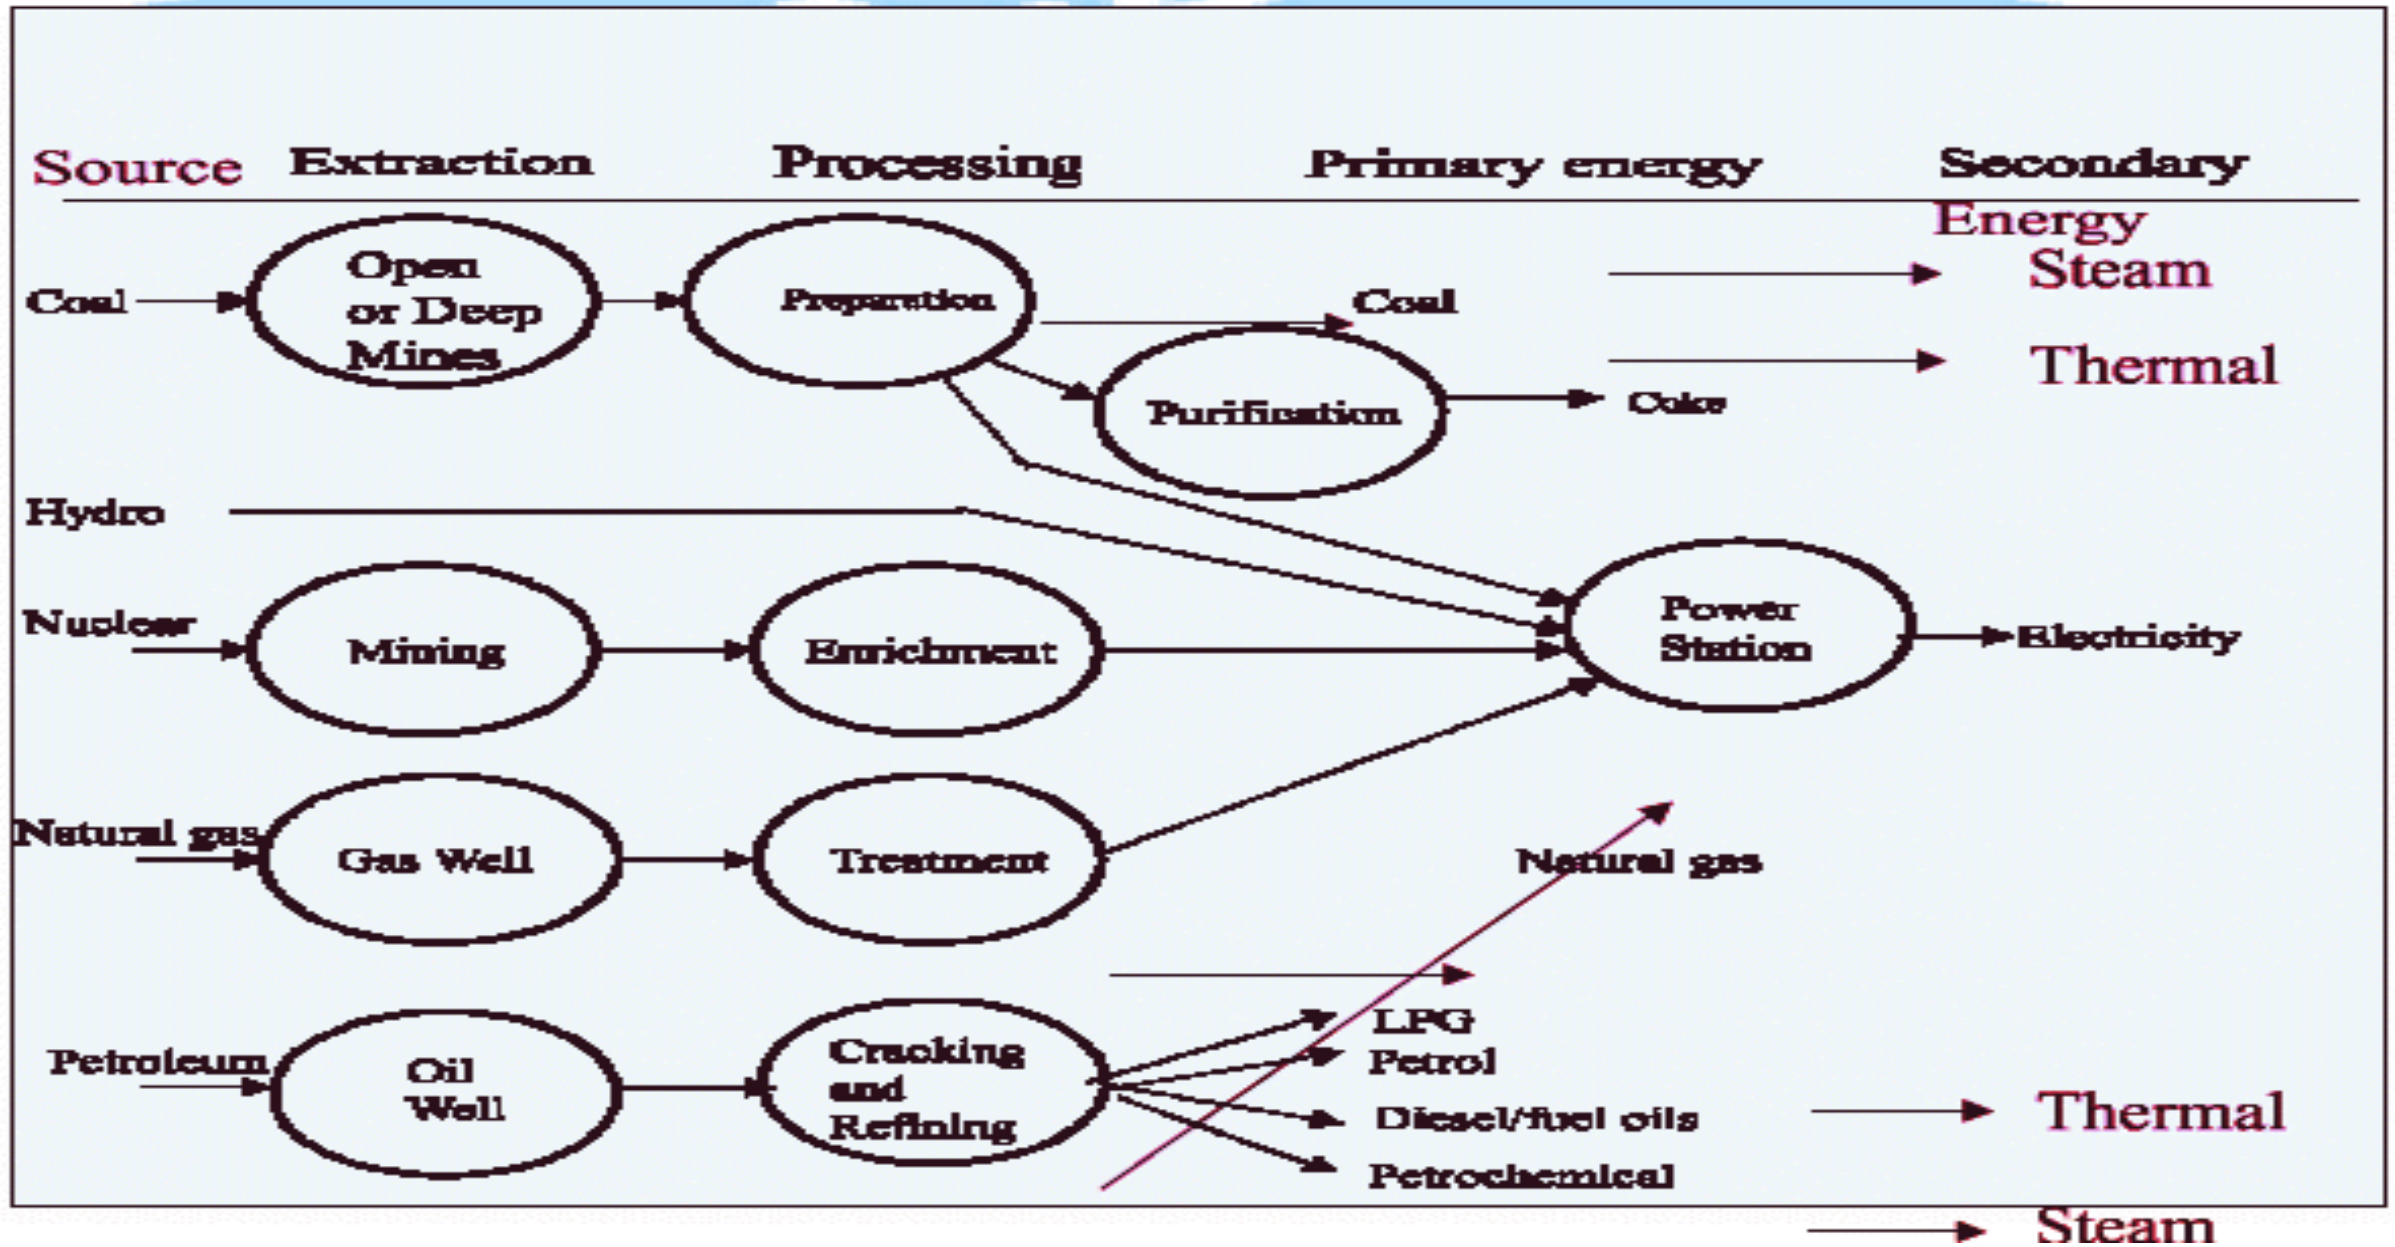 Source Extraction Processing Primary energy Secondary
Energy
Steam
Coal
Open
or Deep
Mines
Preparation
Coal
Thermal
Purification
Coke
Hydro
Nuclear
Mining
Enrichment
Power
Station
Electricity
Natural gas
Gas Well
Treatment
Natural gas
Petroleum
Oil
Well
Cracking
and
Refining
LPG
Petrol
Diesel/fuel oils
Petrochemical
Thermal
Steam